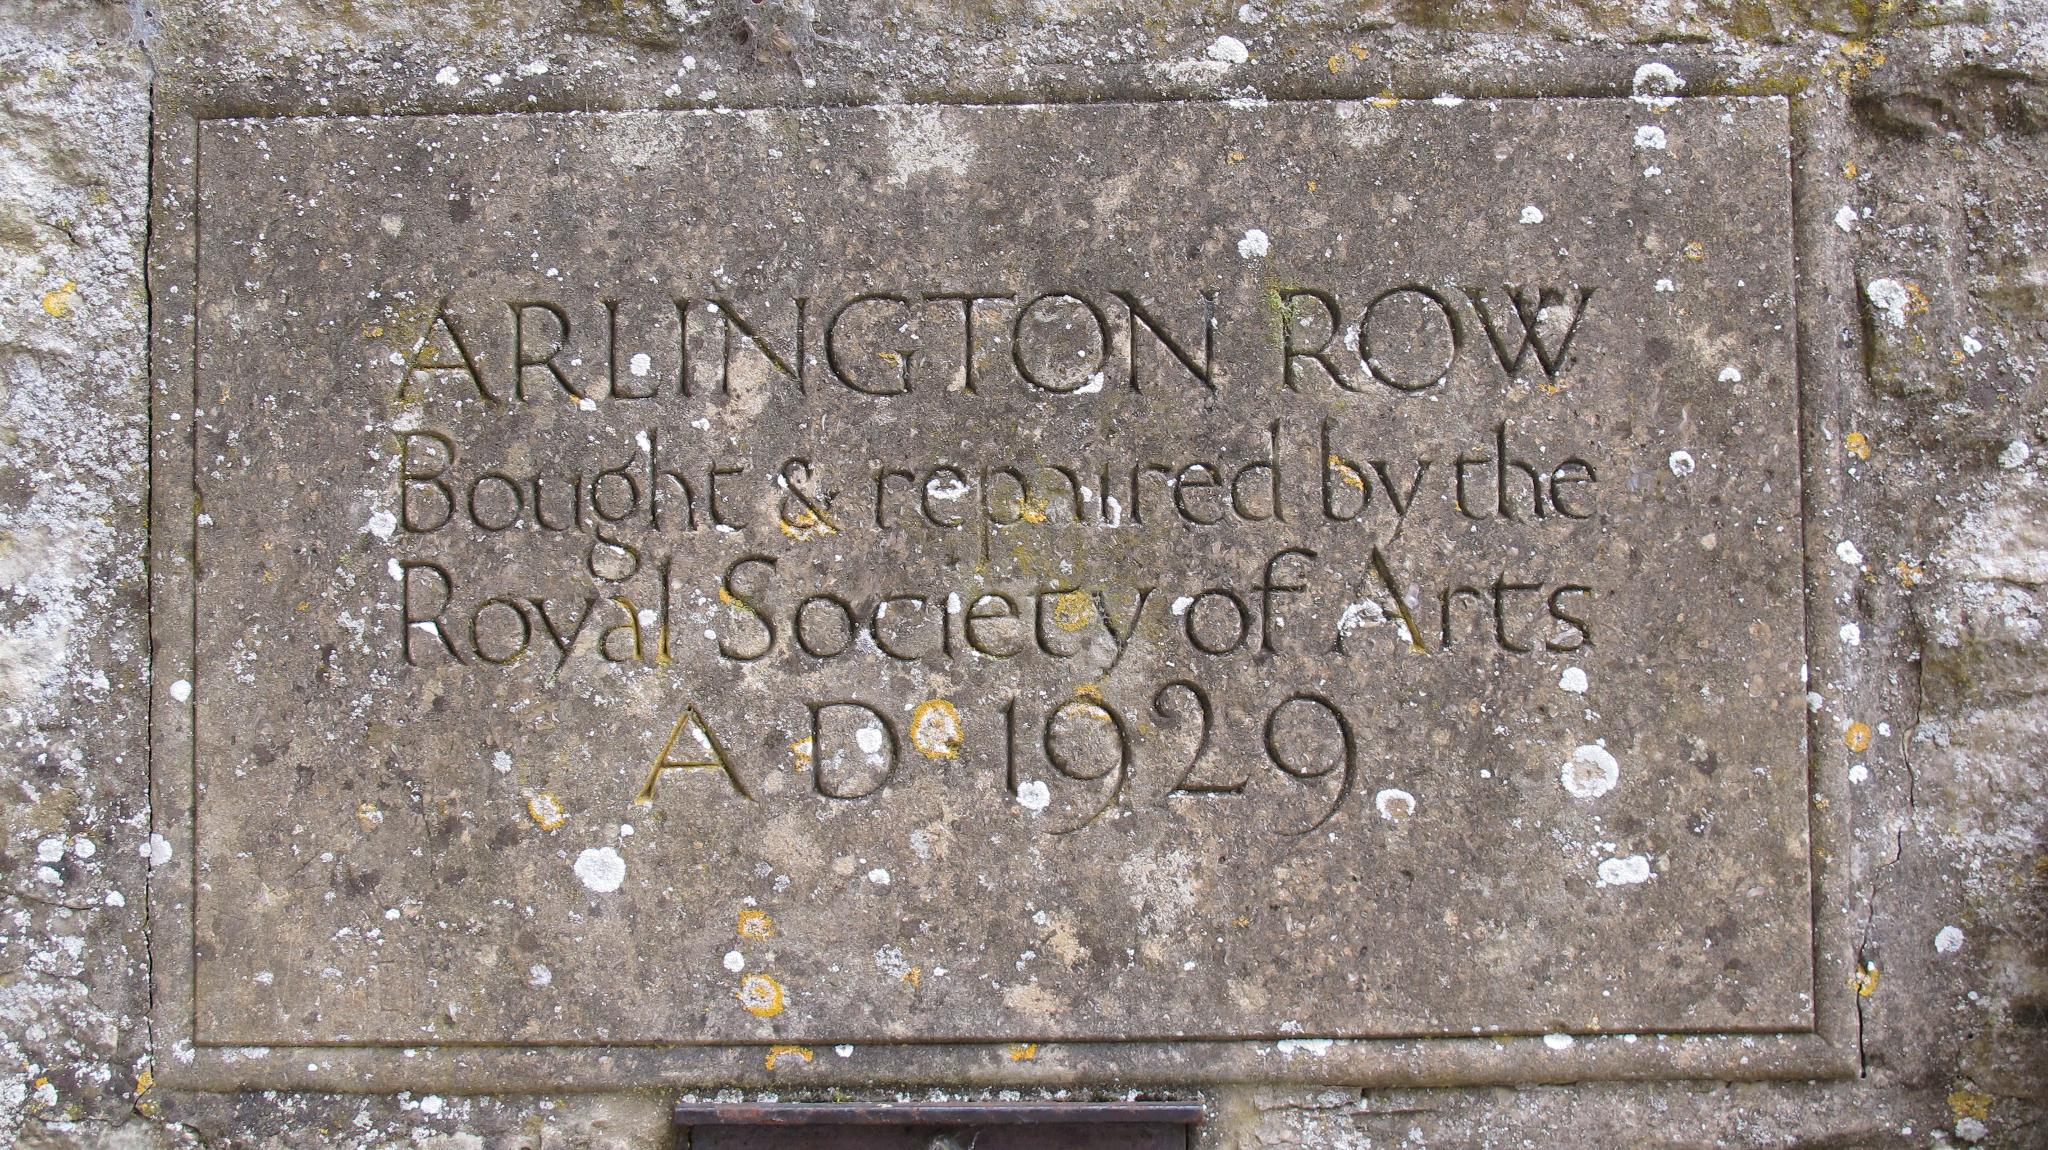 ARLINGTON ROW
Bought & repaired by the
Royal Society of Arts
A D 1929